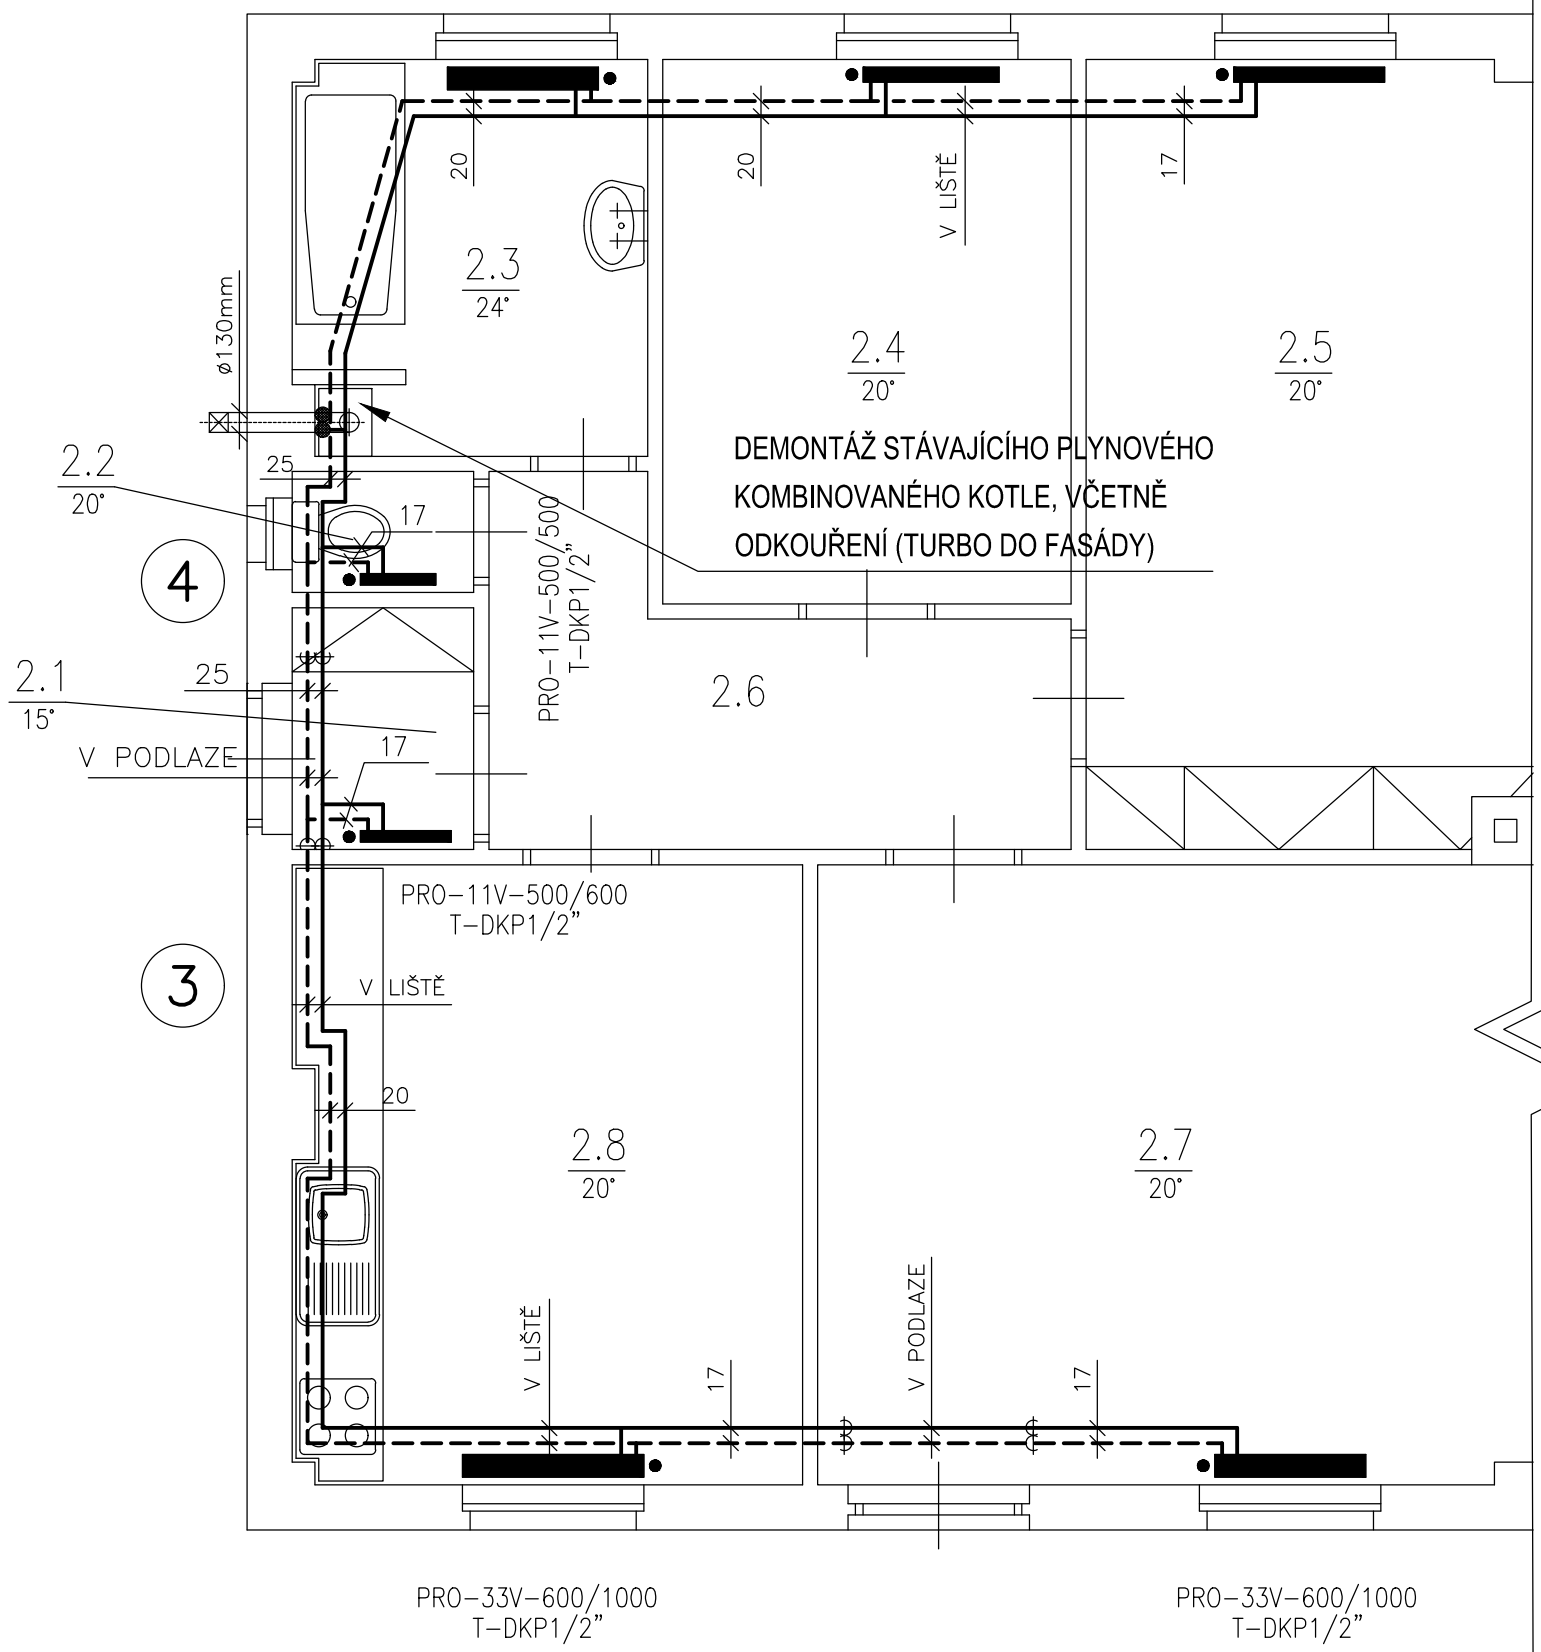 20
20
V LIŠTĚ
17
2.3
24°
ø130mm
2.4
20°
2.5
20°
DEMONTÁŽ STÁVAJÍCÍHO PLYNOVÉHO
KOMBINOVANÉHO KOTLE, VČETNĚ
ODKOUŘENÍ (TURBO DO FASÁDY)
2.2
20°
25
17
4
PRO-11V-500/500
T-DKP1/2"
2.1
15°
25
2.6
V PODLAZE
17
PRO-11V-500/600
T-DKP1/2"
3
V LIŠTĚ
20
2.8
20°
2.7
20°
V LIŠTĚ
17
V PODLAZE
17
PRO-33V-600/1000
T-DKP1/2"
PRO-33V-600/1000
T-DKP1/2"